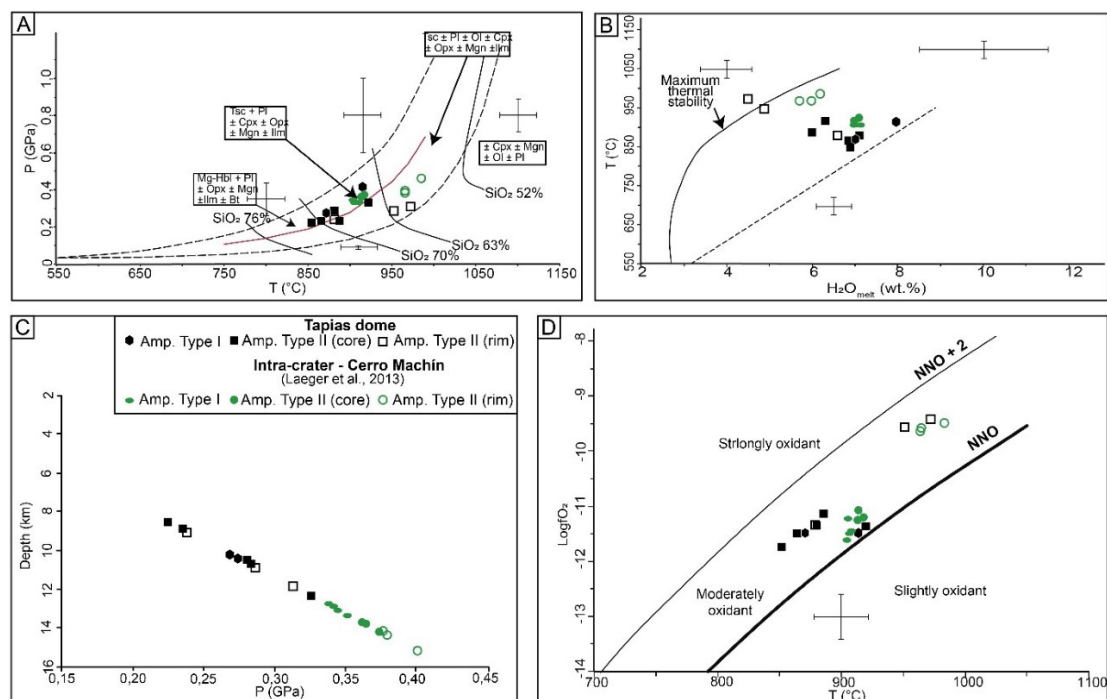 A
Tsc ± Pl ± Ol ± Cpx
± Opx ± Mgn ±Ilm
Tsc + Pl
± Cpx ± Opx
± Mgn ± Ilm
± Cpx ± Mgn
± Ol ± Pl
Mg-Hbl + Pl
± Opx ± Mgn
±Ilm ± Bt
SiO₂ 76%
SiO₂ 52%
SiO₂ 63%
SiO₂ 70%
P (GPa)
1,0
0,8
0,6
0,4
0,2
0
550 650 750 850 950 1050 1150
T (°C)
B
Maximum
thermal
stability
T (°C)
1150
1050
950
850
750
650
550
2 4 6 8 10 12
H₂Omelt (wt.%)
C
Tapias dome
Amp. Type I Amp. Type II (core) Amp. Type II (rim)
Intra-crater - Cerro Machín
(Laeger et al., 2013)
Amp. Type I Amp. Type II (core) Amp. Type II (rim)
Depth (km)
2
4
6
8
10
12
14
16
0,15 0,20 0,25 0,30 0,35 0,40 0,45
P (GPa)
D
NNO + 2
NNO
Strlongly oxidant
Moderately
oxidant
Slightly oxidant
LogfO₂
-8
-9
-10
-11
-12
-13
-14
700 800 900 1000 1100
T (°C)